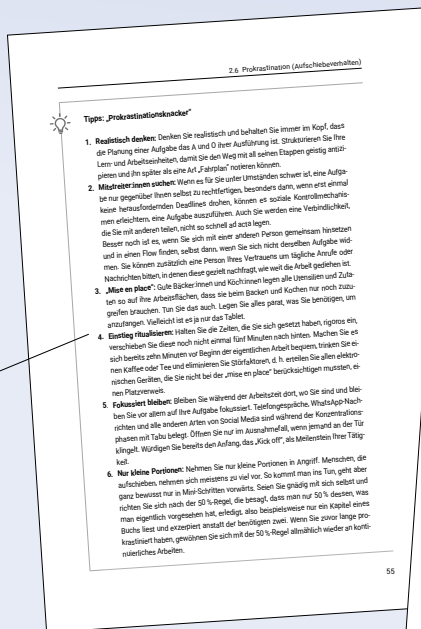 2.6 Prokrastination (Aufschiebeverhalten)
Tipps: „Prokrastinationsknacker"
1. Realistisch denken: Denken Sie realistisch und behalten Sie immer im Kopf, dass
die Planung einer Aufgabe das A und O ihrer Ausführung ist. Strukturieren Sie Ihre
Lern- und Arbeitseinheiten, damit Sie den Weg mit all seinen Etappen geistig antizi-
pieren und ihn später als eine Art „Fahrplan" notieren können.
2. Mitstreiter:innen suchen: Wenn es für Sie unter Umständen schwer ist, eine Aufga-
be nur gegenüber Ihnen selbst zu rechtfertigen, besonders dann, wenn erst einmal
keine herausfordernden Deadlines drohen, können es soziale Kontrollmechanis-
men erleichtern, eine Aufgabe auszuführen. Auch Sie werden eine Verbindlichkeit,
die Sie mit anderen teilen, nicht so schnell ad acta legen.
Besser noch ist es, wenn Sie sich mit einer anderen Person gemeinsam hinsetzen
und in einen Flow finden, selbst dann, wenn Sie sich nicht derselben Aufgabe wid-
men. Sie können zusätzlich eine Person Ihres Vertrauens um tägliche Anrufe oder
Nachrichten bitten, in denen diese gezielt nachfragt, wie weit die Arbeit gediehen ist.
3. „Mise en place": Gute Bäcker:innen und Köch:innen legen alle Utensilien und Zuta-
ten so auf ihre Arbeitsflächen, dass sie beim Backen und Kochen nur noch zuzu-
greifen brauchen. Tun Sie das auch. Legen Sie alles parat, was Sie benötigen, um
anzufangen. Vielleicht ist es ja nur das Tablet.
4. Einstieg ritualisieren: Halten Sie die Zeiten, die Sie sich gesetzt haben, rigoros ein,
verschieben Sie diese noch nicht einmal fünf Minuten nach hinten. Machen Sie es
sich bereits zehn Minuten vor Beginn der eigentlichen Arbeit bequem, trinken Sie ei-
nen Kaffee oder Tee und eliminieren Sie Störfaktoren, d. h. erteilen Sie allen elektro-
nischen Geräten, die Sie nicht bei der „mise en place" berücksichtigen mussten, ei-
nen Platzverweis.
5. Fokussiert bleiben: Bleiben Sie während der Arbeitszeit dort, wo Sie sind und blei-
ben Sie vor allem auf Ihre Aufgabe fokussiert. Telefongespräche, WhatsApp-Nach-
richten und alle anderen Arten von Social Media sind während der Konzentrations-
phasen mit Tabu belegt. Öffnen Sie nur im Ausnahmefall, wenn jemand an der Tür
klingelt. Würdigen Sie bereits den Anfang, das „Kick off", als Meilenstein Ihrer Tätig-
keit.
6. Nur kleine Portionen: Nehmen Sie nur kleine Portionen in Angriff. Menschen, die
aufschieben, nehmen sich meistens zu viel vor. So kommt man ins Tun, geht aber
ganz bewusst nur in Mini-Schritten vorwärts. Seien Sie gnädig mit sich selbst und
richten Sie sich nach der 50 %-Regel, die besagt, dass man nur 50 % dessen, was
man eigentlich vorgesehen hat, erledigt, also beispielsweise nur ein Kapitel eines
Buchs liest und exzerpiert anstatt der benötigten zwei. Wenn Sie zuvor lange pro-
krastiniert haben, gewöhnen Sie sich mit der 50 %-Regel allmählich wieder an konti-
nuierliches Arbeiten.
55